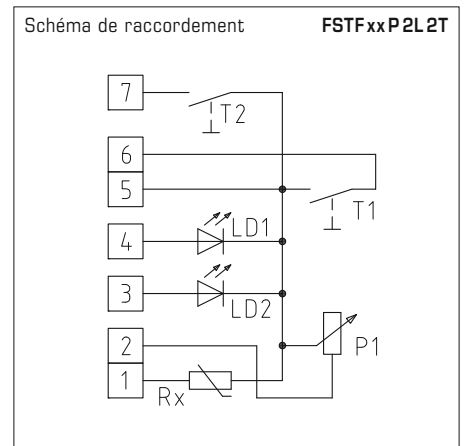 Schéma de raccordement FSTFxxP2L2T
7
T2
6
5
T1
4
LD1
3
LD2
2
P1
1
Rx